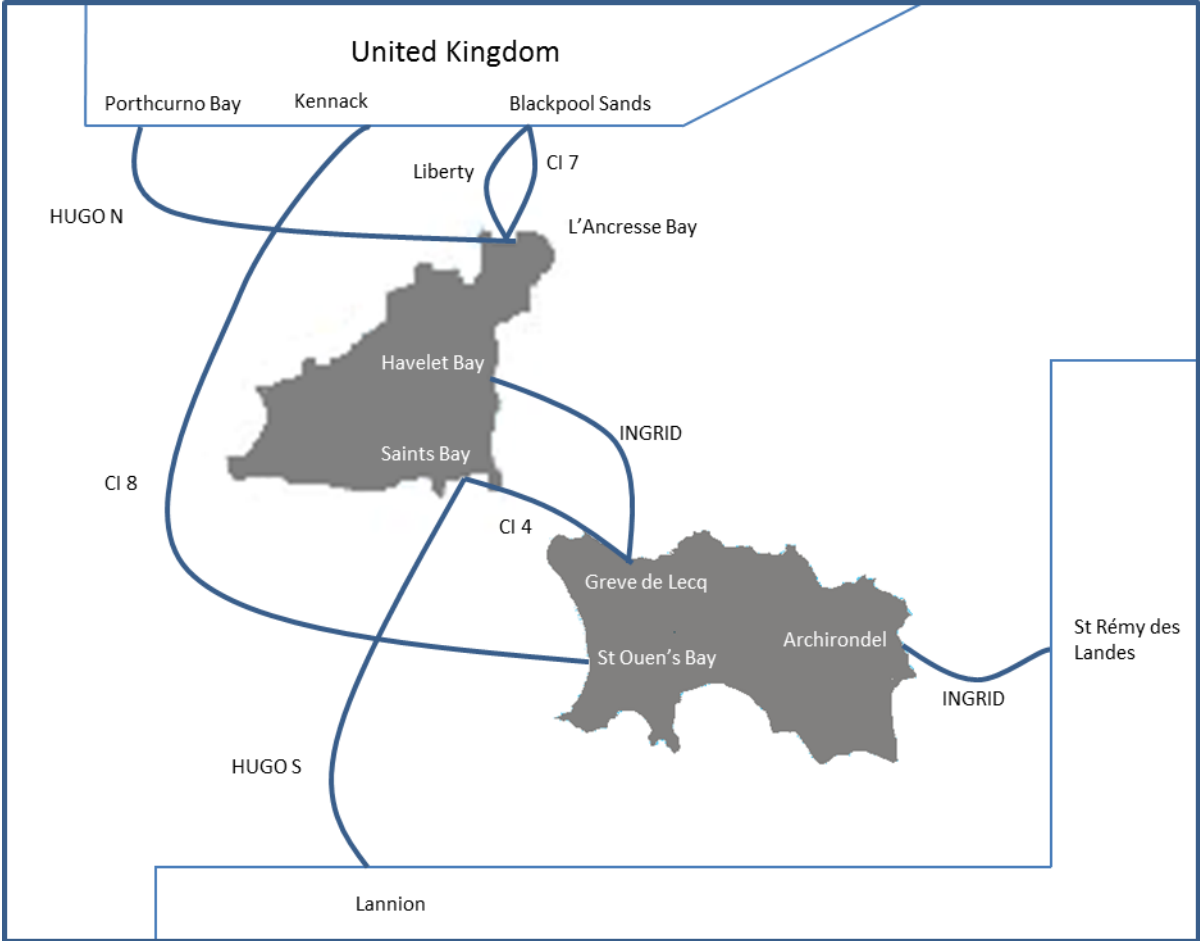 United Kingdom
Porthcurno Bay
Kennack
Blackpool Sands
Liberty
CI 7
HUGO N
L’Ancresse Bay
Havelet Bay
INGRID
Saints Bay
CI 8
CI 4
Greve de Lecq
Archirondel
St Rémy des
Landes
St Ouen’s Bay
INGRID
HUGO S
Lannion